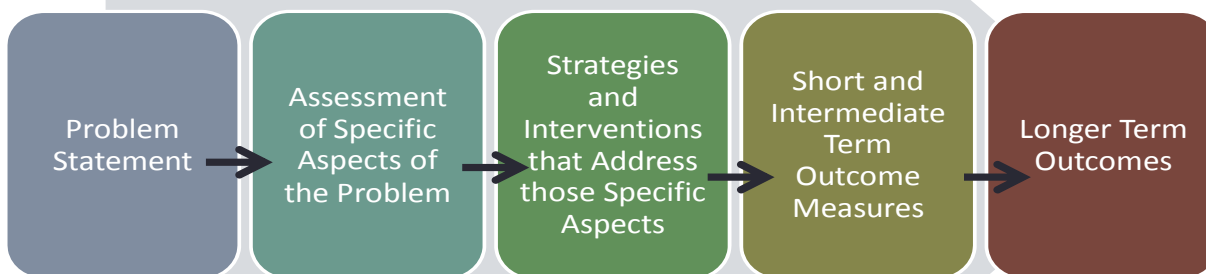 Problem
Statement
Assessment
of Specific
Aspects of
the Problem
Strategies
and
Interventions
that Address
those Specific
Aspects
Short and
Intermediate
Term
Outcome
Measures
Longer Term
Outcomes